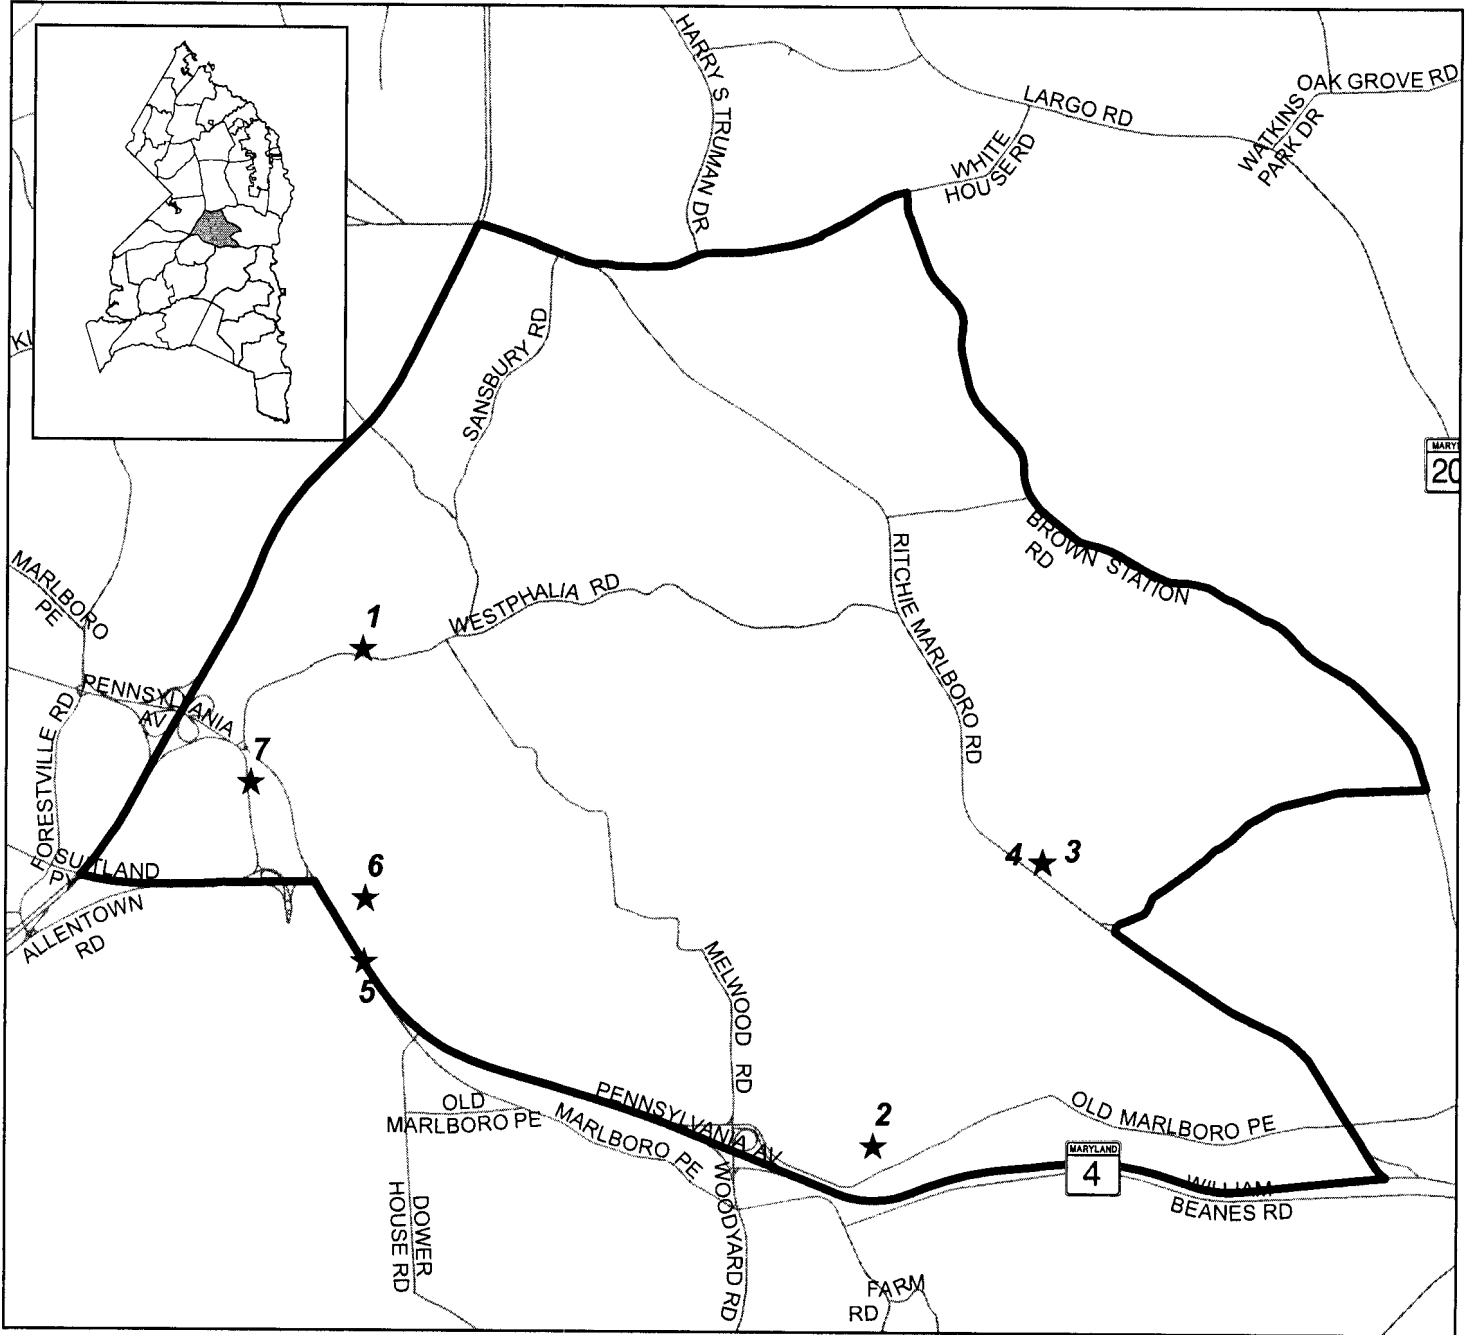 HARRY S TRUMAN DR
LARGO RD
OAK GROVE RD
WATKINS
PARK DR
WHITE
HOUSE RD
SANSBURY RD
MARY
20
MARLBORO
PE
BROWN STATION
RD
RITCHIE MARLBORO RD
WESTPHALIA RD
1
PENNSYLVANIA
AV
FORESTVILLE RD
7
SUITLAND
PY
ALLENTOWN
RD
6
5
4
3
MELWOOD RD
OLD
MARLBORO PE
MARLBORO PE
PENNSYLVANIA AV
2
OLD MARLBORO PE
MARYLAND
4
WILLIAM
BEANES RD
DOWER
HOUSE RD
WOODYARD RD
FARM
RD